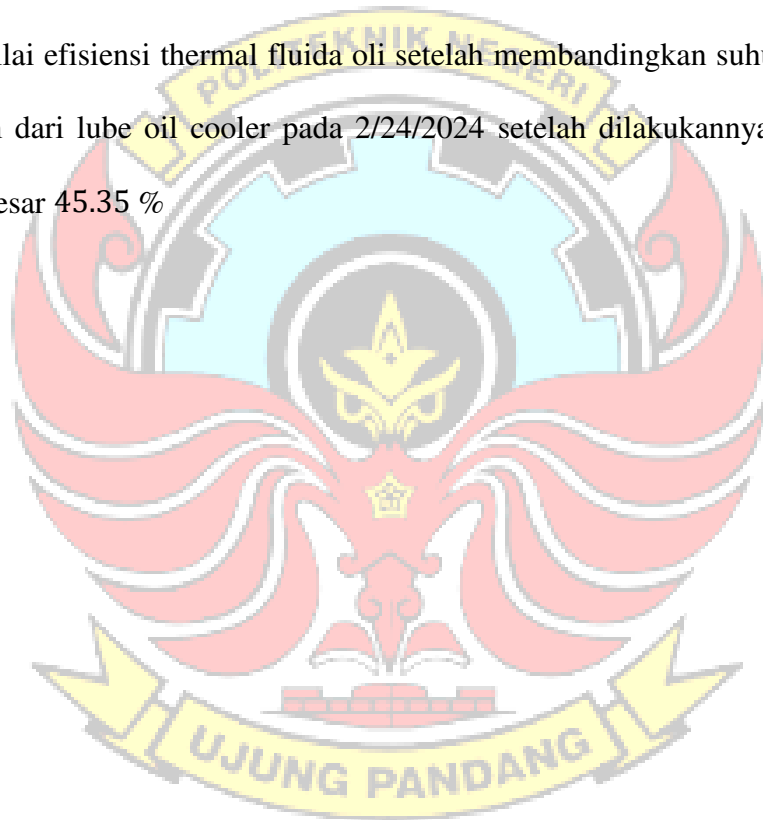 POLITEKNIK NEGERI
lai efisiensi thermal fluida oli setelah membandingkan suhu
dari lube oil cooler pada 2/24/2024 setelah dilakukannya
esar 45.35 %
UJUNG PANDANG